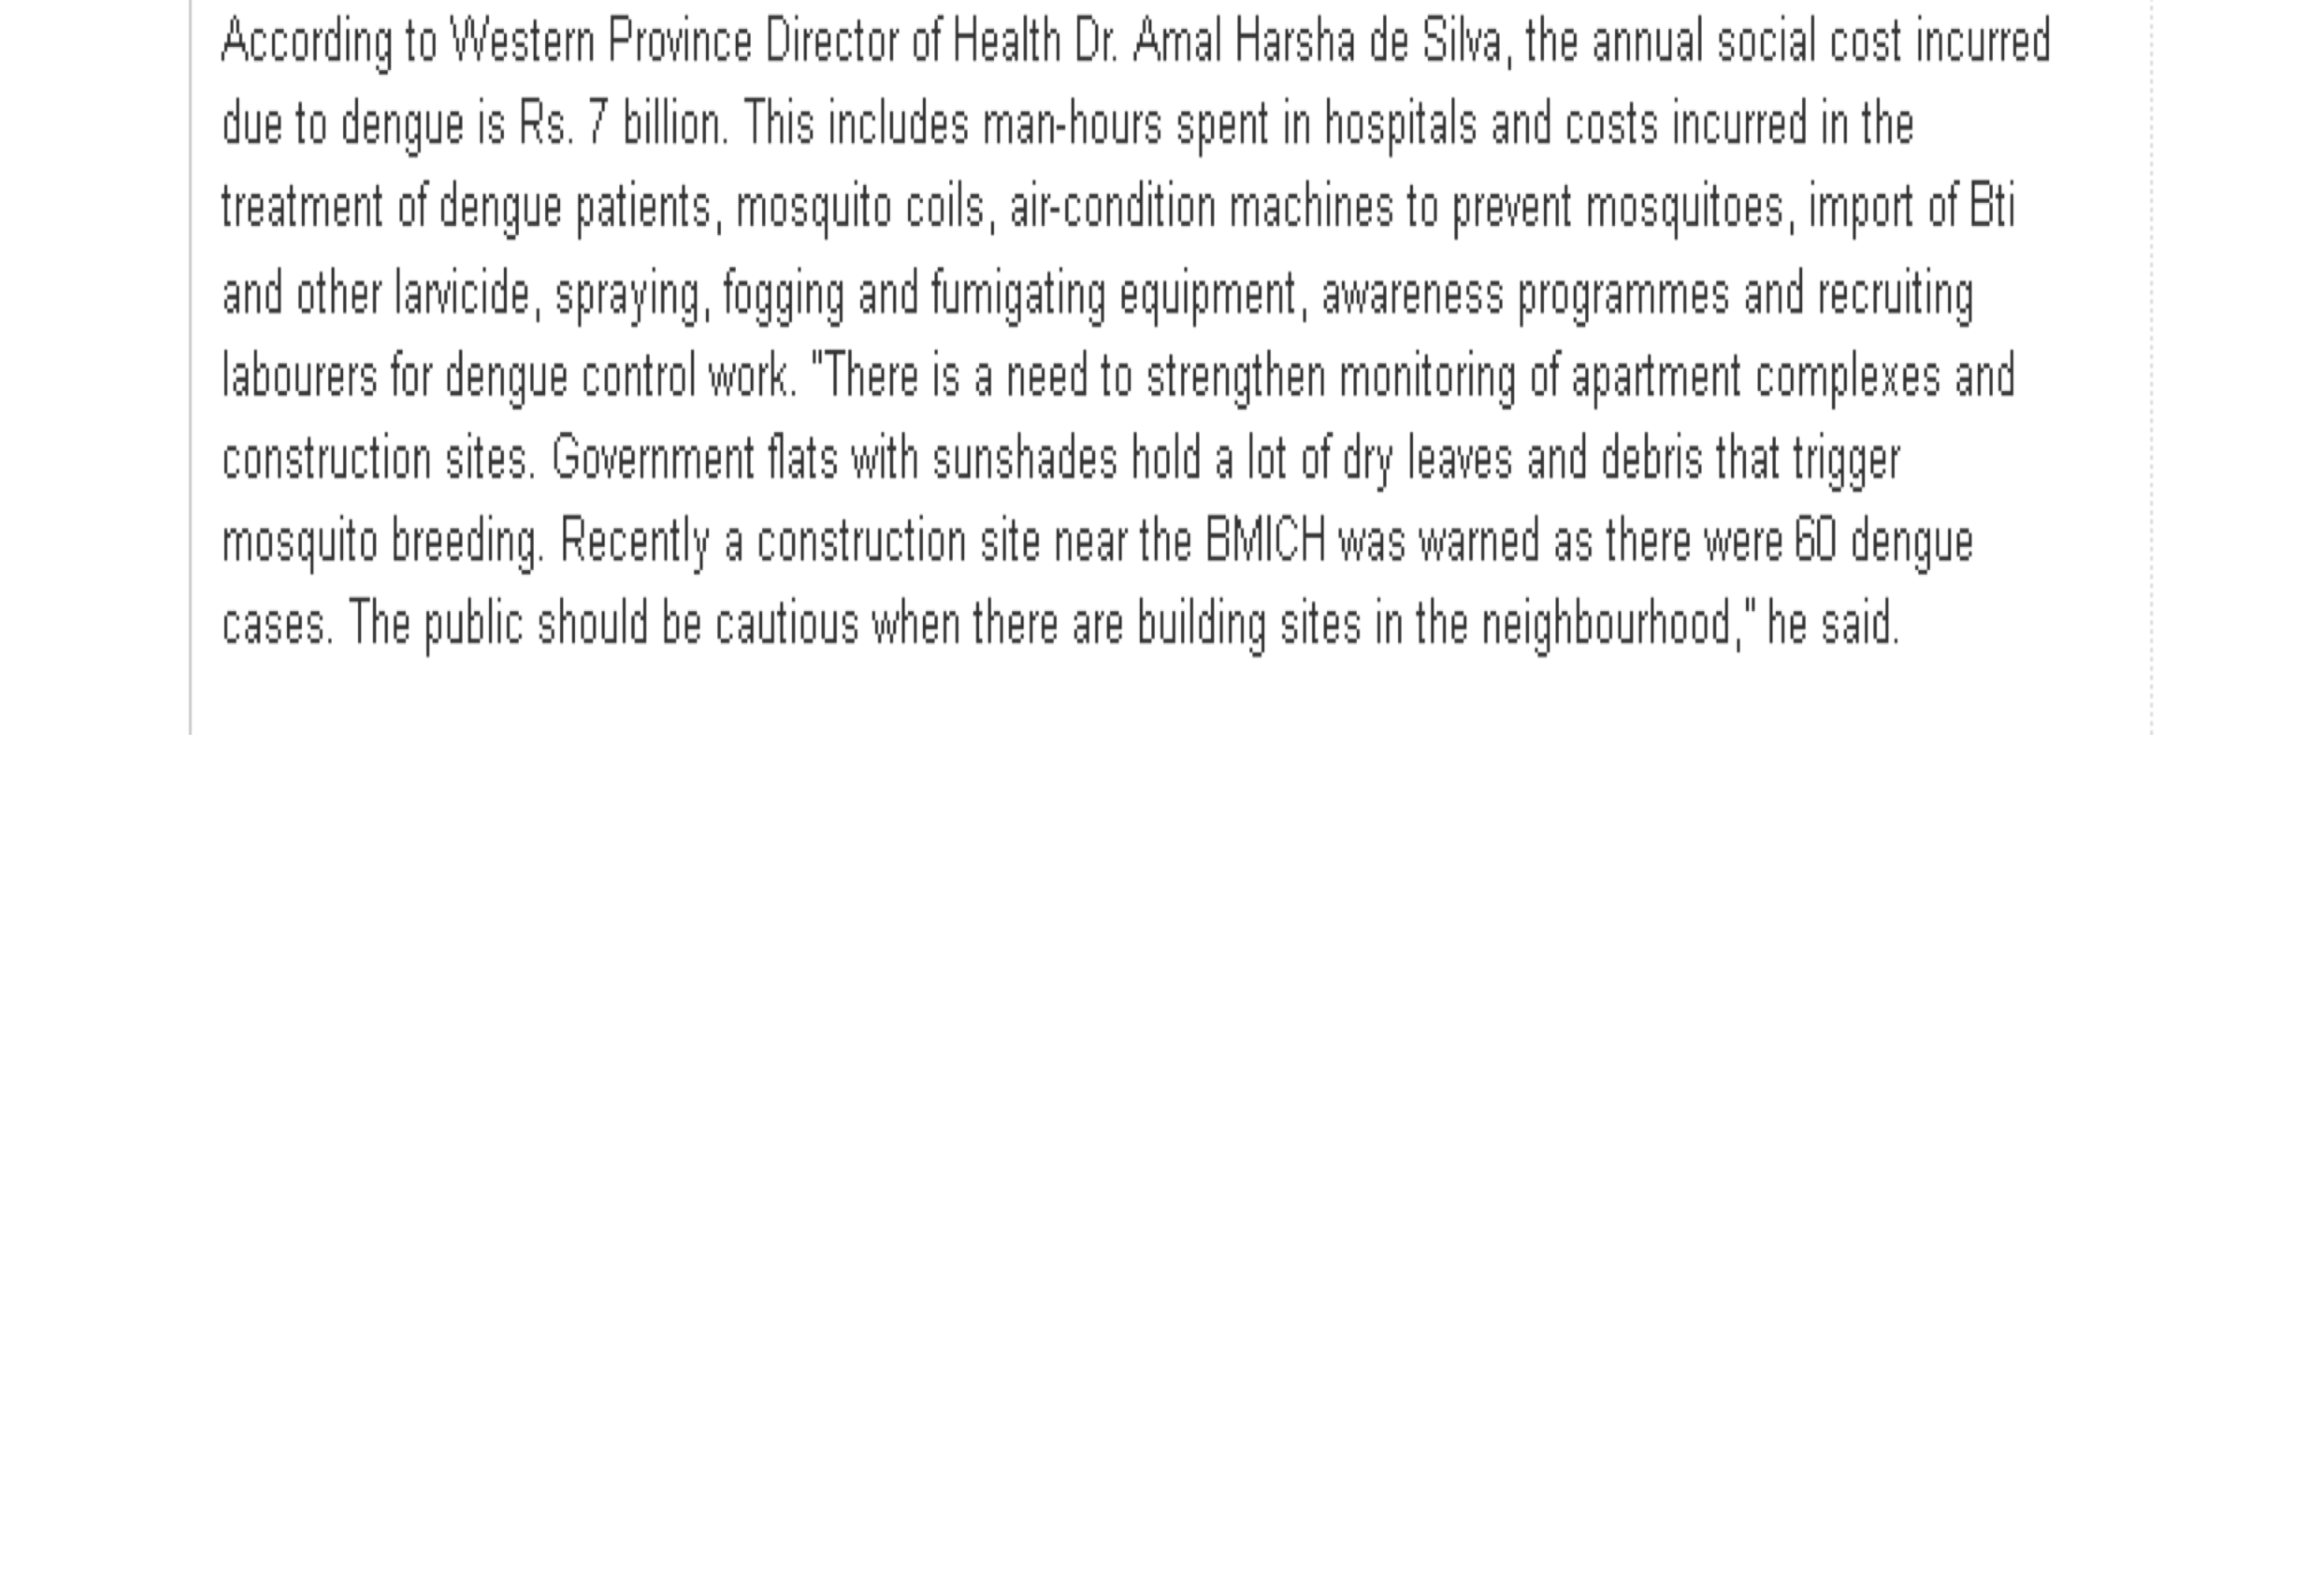 According to Western Province Director of Health Dr. Amal Harsha de Silva, the annual social cost incurred
due to dengue is Rs. 7 billion. This includes man-hours spent in hospitals and costs incurred in the
treatment of dengue patients, mosquito coils, air-condition machines to prevent mosquitoes, import of Bti
and other larvicide, spraying, fogging and fumigating equipment, awareness programmes and recruiting
labourers for dengue control work. "There is a need to strengthen monitoring of apartment complexes and
construction sites. Government flats with sunshades hold a lot of dry leaves and debris that trigger
mosquito breeding. Recently a construction site near the BMICH was warned as there were 60 dengue
cases. The public should be cautious when there are building sites in the neighbourhood," he said.